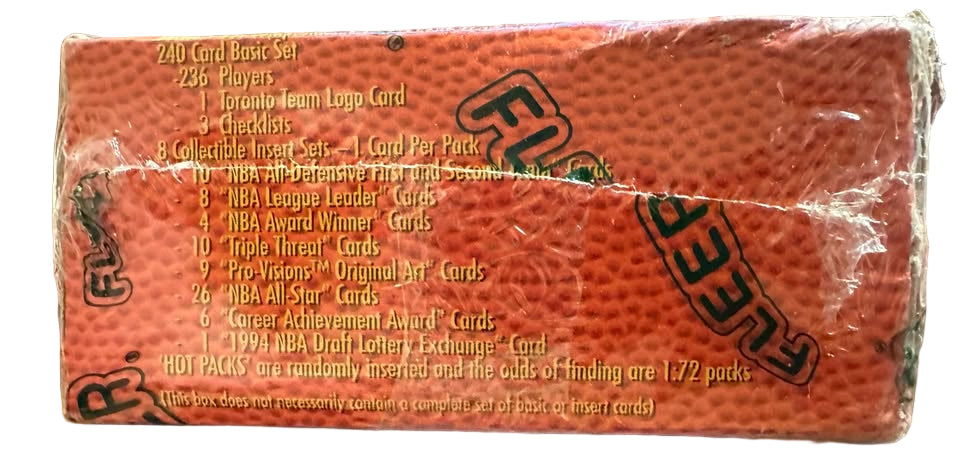 240 Card Basic Set
-236 Players
1 Toronto Team Logo Card
3 Checklists
8 Collectible Insert Sets -1 Card Per Pack
10 "NBA All-Defensive First and Second Cards
8 "NBA League Leader" Cards
4 "NBA Award Winner" Cards
10 "Triple Threat" Cards
9 "Pro-Visions™ Original Art" Cards
26 "NBA All-Star" Cards
6 "Career Achievement Award" Cards
1 "1994 NBA Draft Lottery Exchange" Card
'HOT PACKS' are randomly inserted and the odds of finding are 1:72 packs
(This box does not necessarily contain a complete set of basic or insert cards)
FLEER